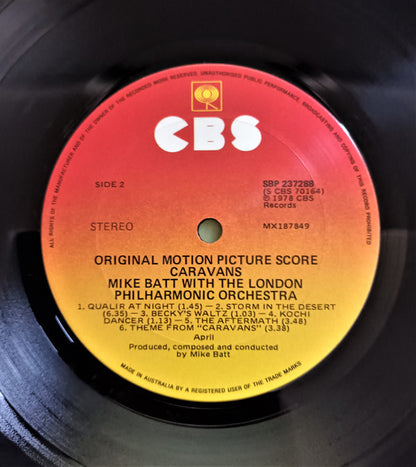 ALL RIGHTS OF THE MANUFACTURER AND OF THE OWNER OF THE RECORDED WORK RESERVED. UNAUTHORISED PUBLIC PERFORMANCE, BROADCASTING AND COPYING OF THIS RECORD PROHIBITED
CBS
SIDE 2
SBP 237288
(S CBS 70164)
℗ 1978 CBS
Records
STEREO
MX187849
ORIGINAL MOTION PICTURE SCORE
CARAVANS
MIKE BATT WITH THE LONDON
PHILHARMONIC ORCHESTRA
1. QUALIR AT NIGHT (1.45) — 2. STORM IN THE DESERT
(6.35) — 3. BECKY'S WALTZ (1.03) — 4. KOCHI
DANCER (1.13) — 5. THE AFTERMATH (3.48)
6. THEME FROM "CARAVANS" (3.38)
April
Produced, composed and conducted
by Mike Batt
MADE IN AUSTRALIA BY A REGISTERED USER OF THE TRADE MARKS